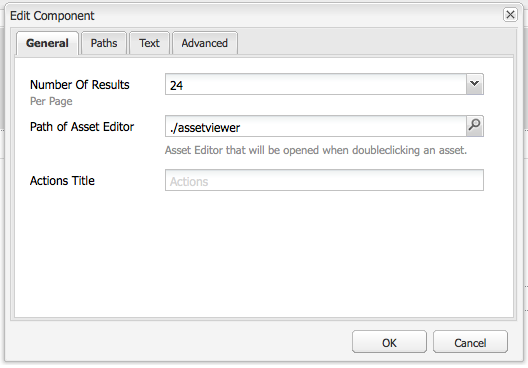 Edit Component
General Paths Text Advanced
Number Of Results 24
Per Page
Path of Asset Editor ./assetviewer
Asset Editor that will be opened when doubleclicking an asset.
Actions Title Actions
OK Cancel